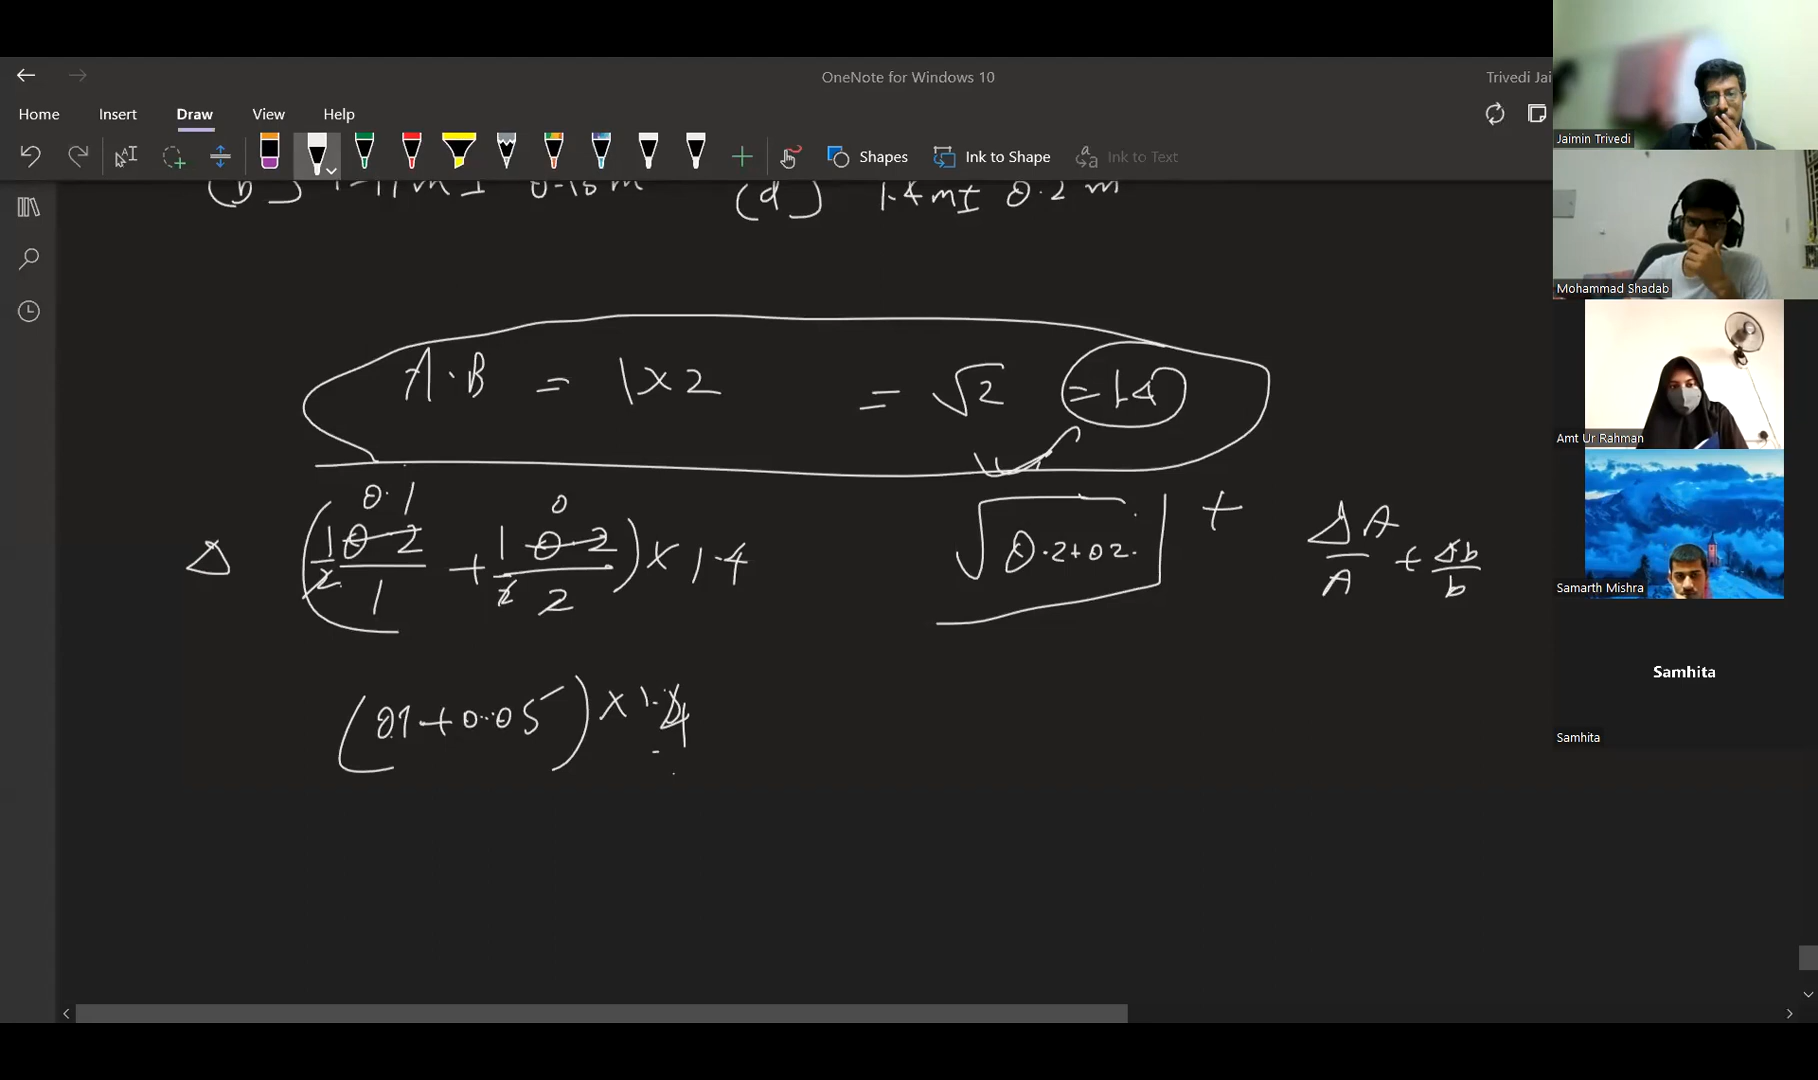 OneNote for Windows 10
Trivedi Jai
Home Insert Draw View Help
Shapes Ink to Shape Ink to Text
(b) 0.15 m (d) 1.4 m ± 0.2 m
A·B = 1×2 = √2 = 1.4
0.1 0
Δ (1/2 0.2/1 + 1/2 0.2/2) × 1.4 √0.2+02. + ΔA/A + Δb/b
(0.1+0.05) × 1.4
Jaimin Trivedi
Mohammad Shadab
Amt Ur Rahman
Samarth Mishra
Samhita
Samhita